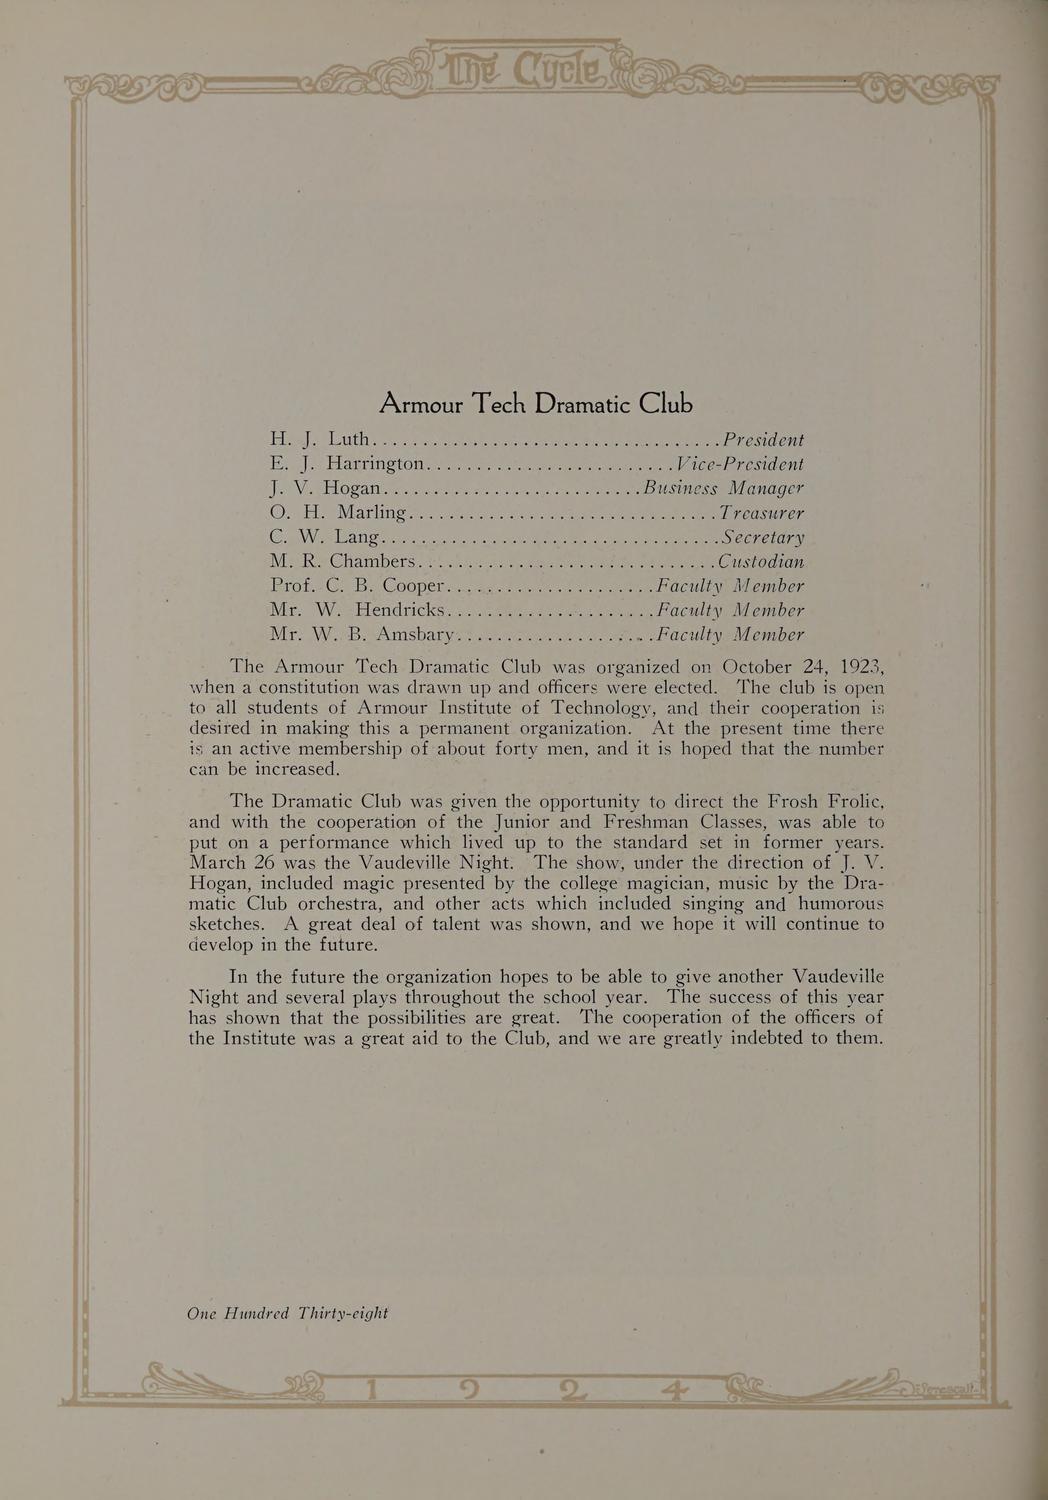 The Cycle
Armour Tech Dramatic Club
H. J. Luth.......................................President
E. J. Harrington.........................Vice-President
J. V. Hogan..........................Business Manager
O. H. Marling................................Treasurer
C. W. Lang..................................Secretary
M. R. Chambers..............................Custodian
Prof. C. B. Cooper.....................Faculty Member
Mr. W. Hendricks.....................Faculty Member
Mr. W. B. Amsbary....................Faculty Member
The Armour Tech Dramatic Club was organized on October 24, 1923,
when a constitution was drawn up and officers were elected. The club is open
to all students of Armour Institute of Technology, and their cooperation is
desired in making this a permanent organization. At the present time there
is an active membership of about forty men, and it is hoped that the number
can be increased.
The Dramatic Club was given the opportunity to direct the Frosh Frolic,
and with the cooperation of the Junior and Freshman Classes, was able to
put on a performance which lived up to the standard set in former years.
March 26 was the Vaudeville Night. The show, under the direction of J. V.
Hogan, included magic presented by the college magician, music by the Dra-
matic Club orchestra, and other acts which included singing and humorous
sketches. A great deal of talent was shown, and we hope it will continue to
develop in the future.
In the future the organization hopes to be able to give another Vaudeville
Night and several plays throughout the school year. The success of this year
has shown that the possibilities are great. The cooperation of the officers of
the Institute was a great aid to the Club, and we are greatly indebted to them.
One Hundred Thirty-eight
1 9 2 4